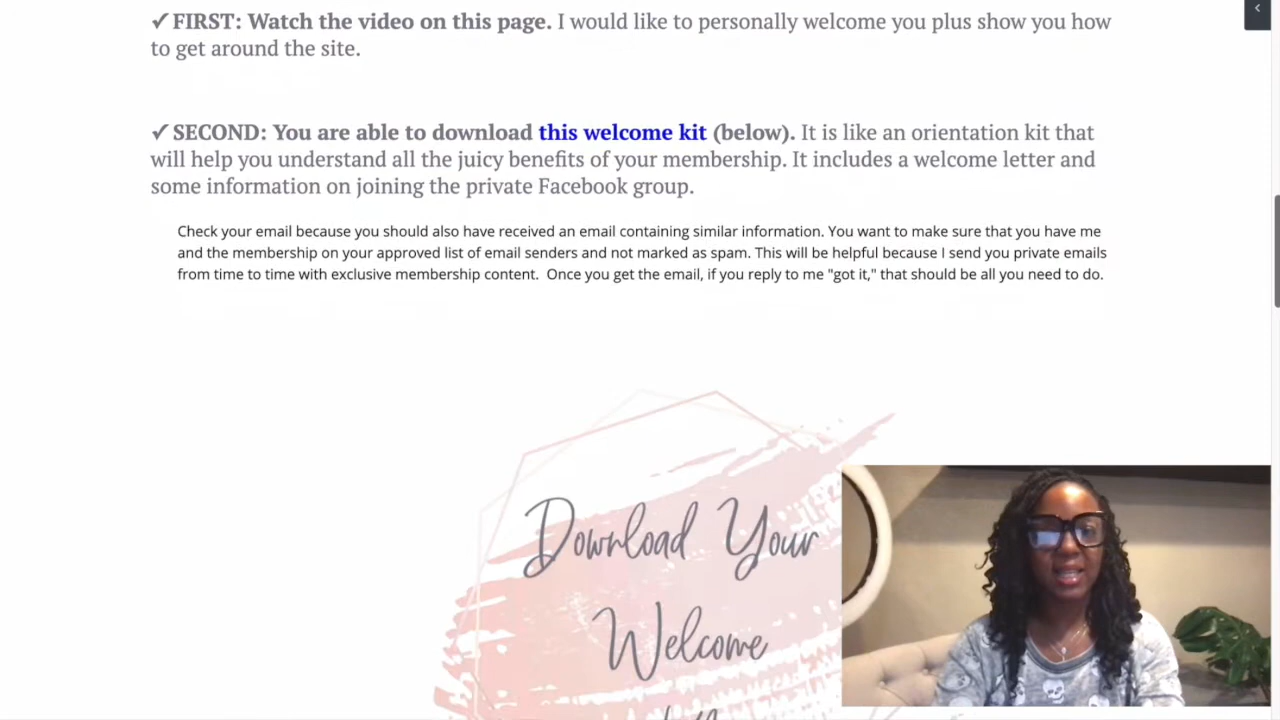 ✓ FIRST: Watch the video on this page. I would like to personally welcome you plus show you how
to get around the site.
✓ SECOND: You are able to download this welcome kit (below). It is like an orientation kit that
will help you understand all the juicy benefits of your membership. It includes a welcome letter and
some information on joining the private Facebook group.
Check your email because you should also have received an email containing similar information. You want to make sure that you have me
and the membership on your approved list of email senders and not marked as spam. This will be helpful because I send you private emails
from time to time with exclusive membership content.  Once you get the email, if you reply to me "got it," that should be all you need to do.
Download Your
Welcome